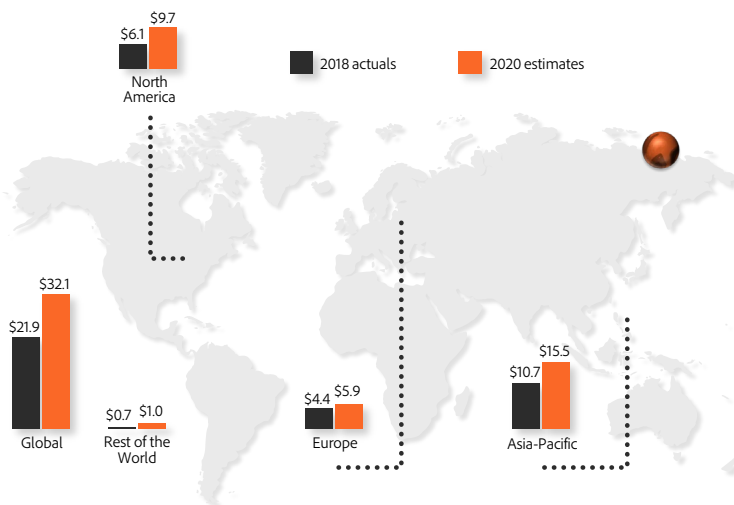 $6.1 $9.7
North
America
2018 actuals
2020 estimates
$21.9 $32.1
Global
$0.7 $1.0
Rest of the
World
$4.4 $5.9
Europe
$10.7 $15.5
Asia-Pacific